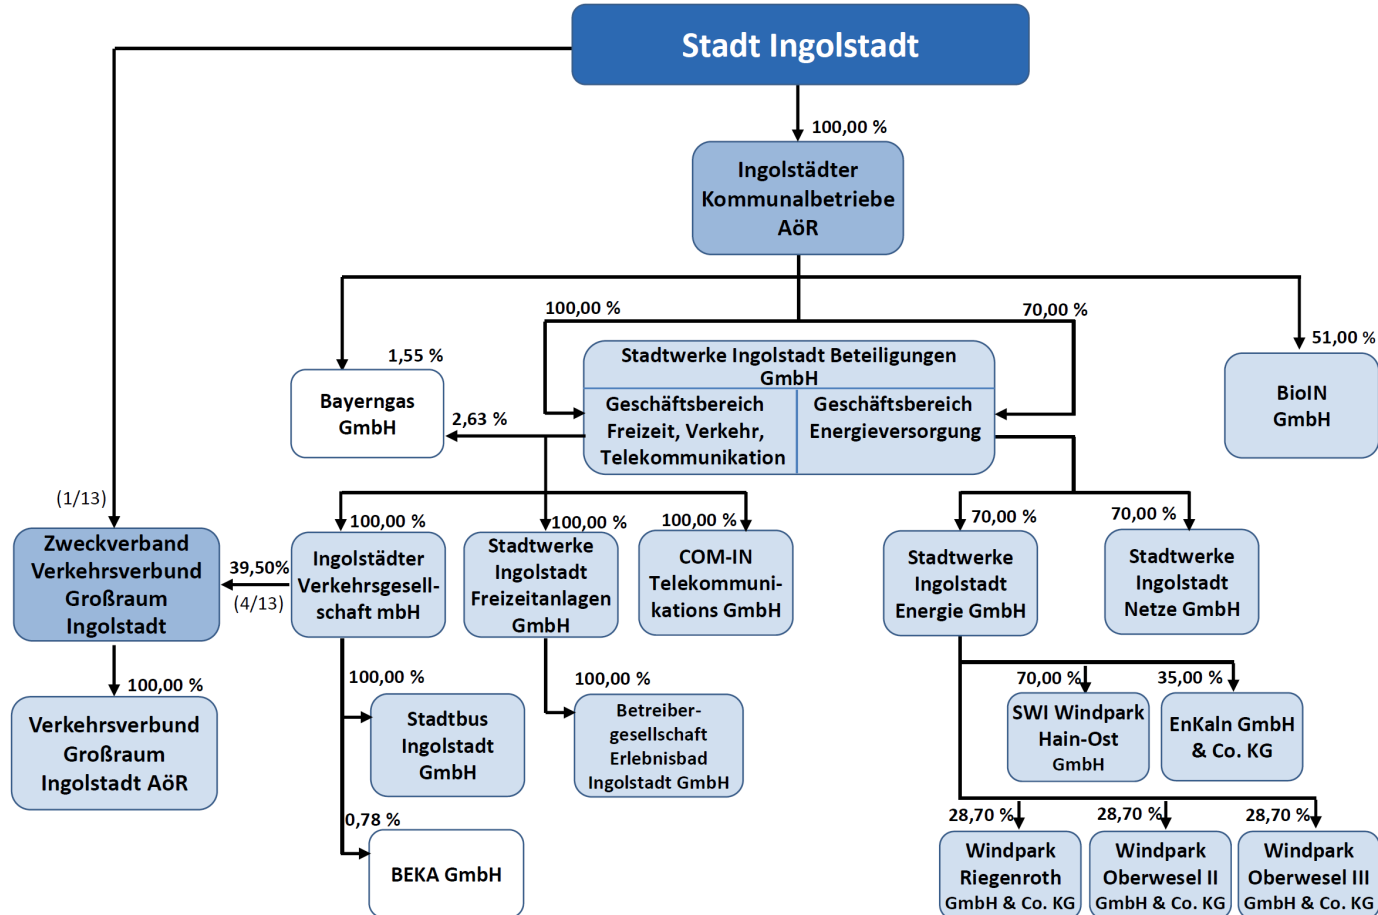 Stadt Ingolstadt
100,00 %
Ingolstädter
Kommunalbetriebe
AöR
100,00 %
70,00 %
1,55 %
51,00 %
Stadtwerke Ingolstadt Beteiligungen
GmbH
Geschäftsbereich
Freizeit, Verkehr,
Telekommunikation
Geschäftsbereich
Energieversorgung
Bayerngas
GmbH
2,63 %
BioIN
GmbH
(1/13)
Zweckverband
Verkehrsverbund
Großraum
Ingolstadt
39,50%
(4/13)
100,00 %
Ingolstädter
Verkehrsgesell-
schaft mbH
100,00 %
Stadtwerke
Ingolstadt
Freizeitanlagen
GmbH
100,00 %
COM-IN
Telekommuni-
kations GmbH
70,00 %
Stadtwerke
Ingolstadt
Energie GmbH
70,00 %
Stadtwerke
Ingolstadt
Netze GmbH
100,00 %
Verkehrsverbund
Großraum
Ingolstadt AöR
100,00 %
Stadtbus
Ingolstadt
GmbH
100,00 %
Betreiber-
gesellschaft
Erlebnisbad
Ingolstadt GmbH
70,00 %
SWI Windpark
Hain-Ost
GmbH
35,00 %
EnKaIn GmbH
& Co. KG
0,78 %
BEKA GmbH
28,70 %
Windpark
Riegenroth
GmbH & Co. KG
28,70 %
Windpark
Oberwesel II
GmbH & Co. KG
28,70 %
Windpark
Oberwesel III
GmbH & Co. KG